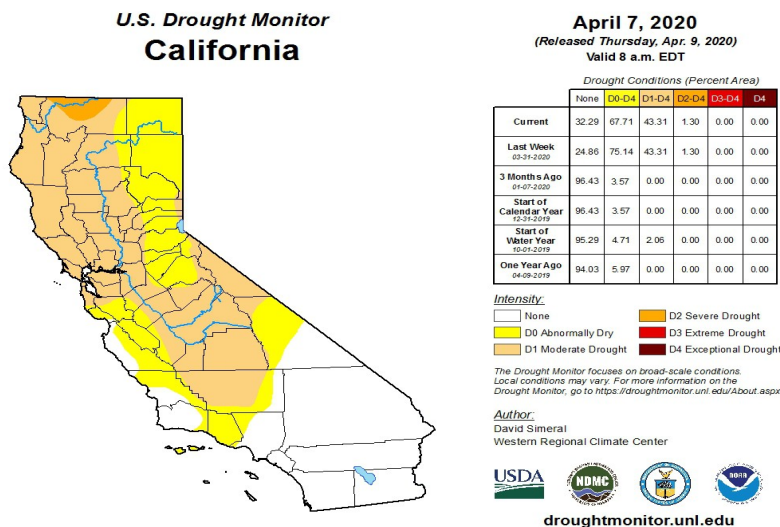 U.S. Drought Monitor
California
April 7, 2020
(Released Thursday, Apr. 9, 2020)
Valid 8 a.m. EDT
Drought Conditions (Percent Area)
None D0-D4 D1-D4 D2-D4 D3-D4 D4
Current 32.29 67.71 43.31 1.30 0.00 0.00
Last Week 24.86 75.14 43.31 1.30 0.00 0.00
03-31-2020
3 Months Ago 96.43 3.57 0.00 0.00 0.00 0.00
01-07-2020
Start of
Calendar Year 96.43 3.57 0.00 0.00 0.00 0.00
12-31-2019
Start of
Water Year 95.29 4.71 2.06 0.00 0.00 0.00
10-01-2019
One Year Ago 94.03 5.97 0.00 0.00 0.00 0.00
04-09-2019
Intensity:
None
D0 Abnormally Dry
D1 Moderate Drought
D2 Severe Drought
D3 Extreme Drought
D4 Exceptional Drought
The Drought Monitor focuses on broad-scale conditions.
Local conditions may vary. For more information on the
Drought Monitor, go to https://droughtmonitor.unl.edu/About.aspx
Author:
David Simeral
Western Regional Climate Center
USDA
NDMC
NOAA
droughtmonitor.unl.edu